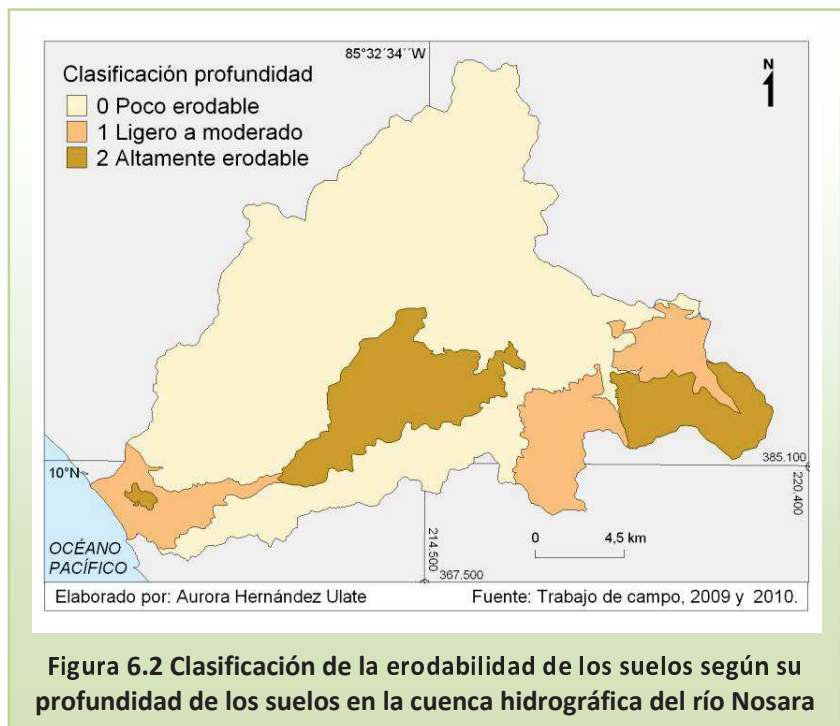 85°32´34´´W
Clasificación profundidad
0 Poco erodable
1 Ligero a moderado
2 Altamente erodable
N
10°N
385.100
220.400
OCÉANO
PACÍFICO
214.500
367.500
0 4,5 km
Elaborado por: Aurora Hernández Ulate Fuente: Trabajo de campo, 2009 y 2010.
Figura 6.2 Clasificación de la erodabilidad de los suelos según su
profundidad de los suelos en la cuenca hidrográfica del río Nosara